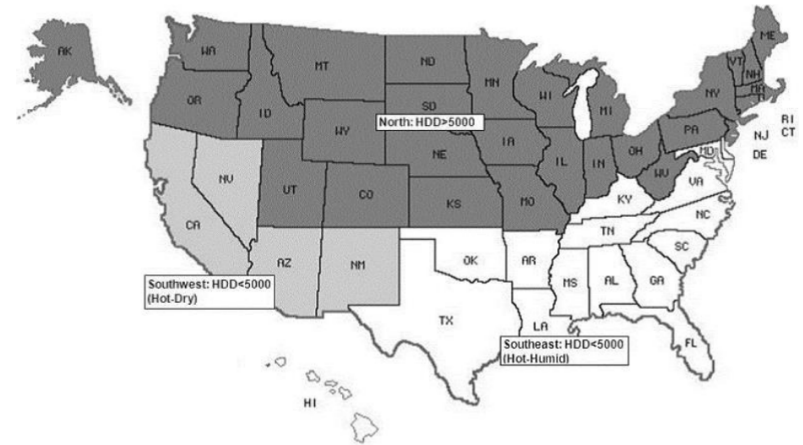 AK
WA
MT
ND
MN
ME
VT
NH
MA
OR
ID
SD
WI
MI
NY
North: HDD>5000
RI
CT
NJ
DE
WY
IA
PA
NE
IL
IN
OH
MD
NV
UT
CO
KS
MO
WV
VA
KY
CA
NC
TN
AZ
NM
OK
AR
SC
MS
AL
GA
Southwest: HDD<5000
(Hot-Dry)
TX
LA
FL
Southeast: HDD<5000
(Hot-Humid)
HI